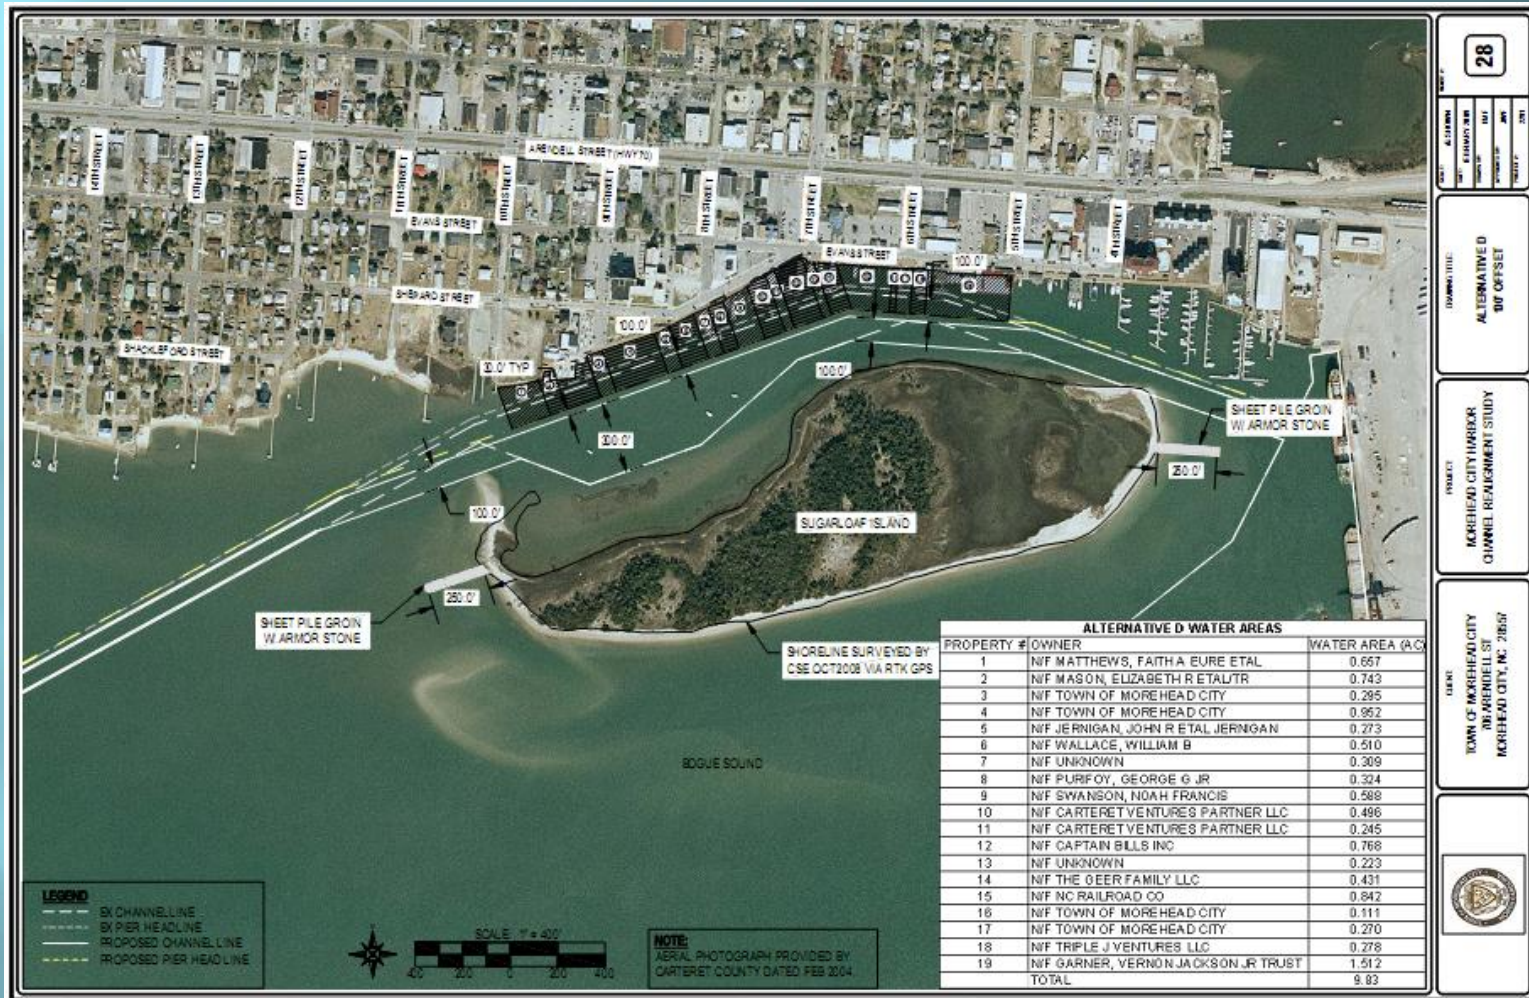 ARENDELL STREET (HWY 70)
14TH STREET
13TH STREET
12TH STREET
11TH STREET
10TH STREET
9TH STREET
8TH STREET
7TH STREET
6TH STREET
5TH STREET
4TH STREET
EVANS STREET
EVANS STREET
SHEPARD STREET
SHACKLEFORD STREET
100.0'
100.0'
30.0' TYP
100.0'
300.0'
100.0'
SHEET PILE GROIN
W/ ARMOR STONE
250.0'
SUGARLOAF ISLAND
250.0'
SHEET PILE GROIN
W/ ARMOR STONE
SHORELINE SURVEYED BY
CSE OCT 2008 VIA RTK GPS
BOGUE SOUND
ALTERNATIVE D WATER AREAS
PROPERTY # OWNER WATER AREA (AC)
1 N/F MATTHEWS, FAITH A EURE ETAL 0.657
2 N/F MASON, ELIZABETH R ETAL/TR 0.743
3 N/F TOWN OF MOREHEAD CITY 0.295
4 N/F TOWN OF MOREHEAD CITY 0.952
5 N/F JERNIGAN, JOHN R ETAL JERNIGAN 0.273
6 N/F WALLACE, WILLIAM B 0.510
7 N/F UNKNOWN 0.309
8 N/F PURIFOY, GEORGE G JR 0.324
9 N/F SWANSON, NOAH FRANCIS 0.588
10 N/F CARTERET VENTURES PARTNER LLC 0.496
11 N/F CARTERET VENTURES PARTNER LLC 0.245
12 N/F CAPTAIN BILLS INC 0.768
13 N/F UNKNOWN 0.223
14 N/F THE GEER FAMILY LLC 0.431
15 N/F NC RAILROAD CO 0.842
16 N/F TOWN OF MOREHEAD CITY 0.111
17 N/F TOWN OF MOREHEAD CITY 0.270
18 N/F TRIPLE J VENTURES LLC 0.278
19 N/F GARNER, VERNON JACKSON JR TRUST 1.512
TOTAL 9.83
LEGEND
EX CHANNEL LINE
EX PIER HEAD LINE
PROPOSED CHANNEL LINE
PROPOSED PIER HEAD LINE
SCALE: 1" = 400'
400 200 0 200 400
NOTE:
AERIAL PHOTOGRAPH PROVIDED BY
CARTERET COUNTY DATED FEB 2004.
28
DRAWING TITLE:
ALTERNATIVE D
100' OFFSET
PROJECT:
MOREHEAD CITY HARBOR
CHANNEL REALIGNMENT STUDY
CLIENT:
TOWN OF MOREHEAD CITY
706 ARENDELL ST
MOREHEAD CITY, NC 28557